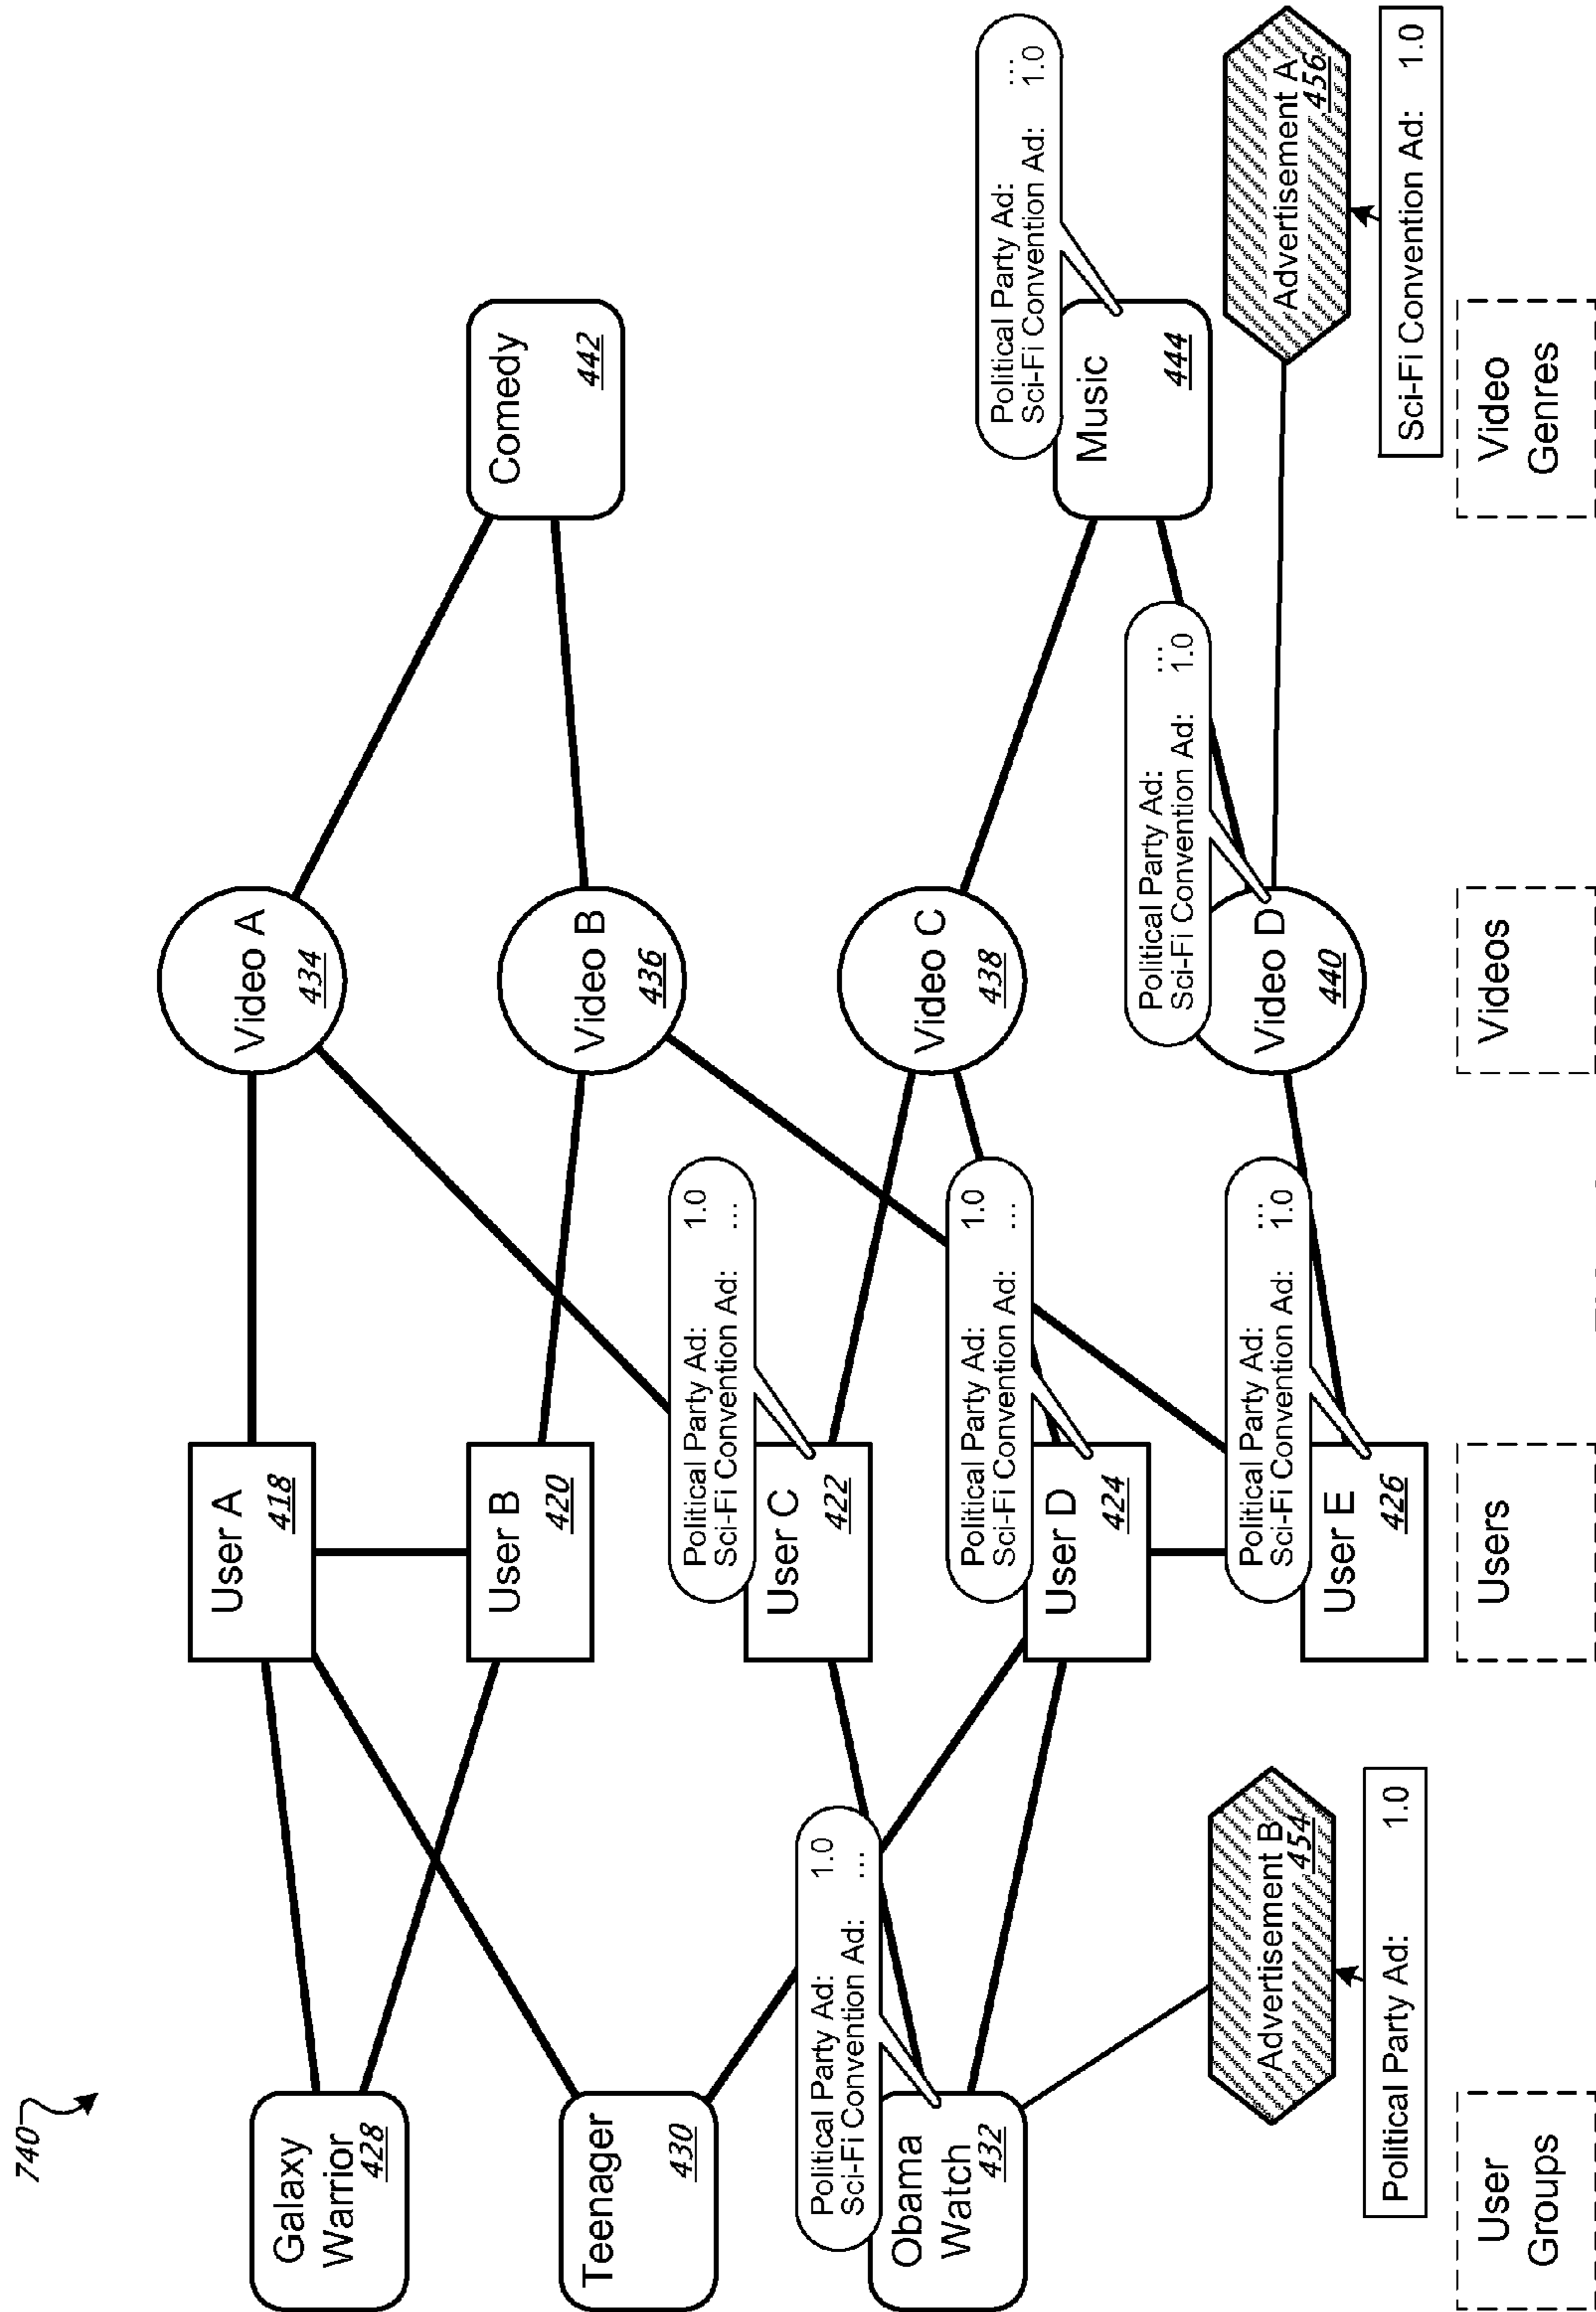 740
Galaxy
Warrior
428
Teenager
430
Obama
Watch
432
Political Party Ad: 1.0
Sci-Fi Convention Ad: ...
Advertisement B
454
Political Party Ad: 1.0
User
Groups
User A
418
User B
420
User C
422
Political Party Ad: 1.0
Sci-Fi Convention Ad: ...
User D
424
Political Party Ad: 1.0
Sci-Fi Convention Ad: ...
User E
426
Political Party Ad: ...
Sci-Fi Convention Ad: 1.0
Users
Video A
434
Video B
436
Video C
438
Video D
440
Political Party Ad: ...
Sci-Fi Convention Ad: 1.0
Videos
Comedy
442
Music
444
Political Party Ad: ...
Sci-Fi Convention Ad: 1.0
Advertisement A
456
Sci-Fi Convention Ad: 1.0
Video
Genres